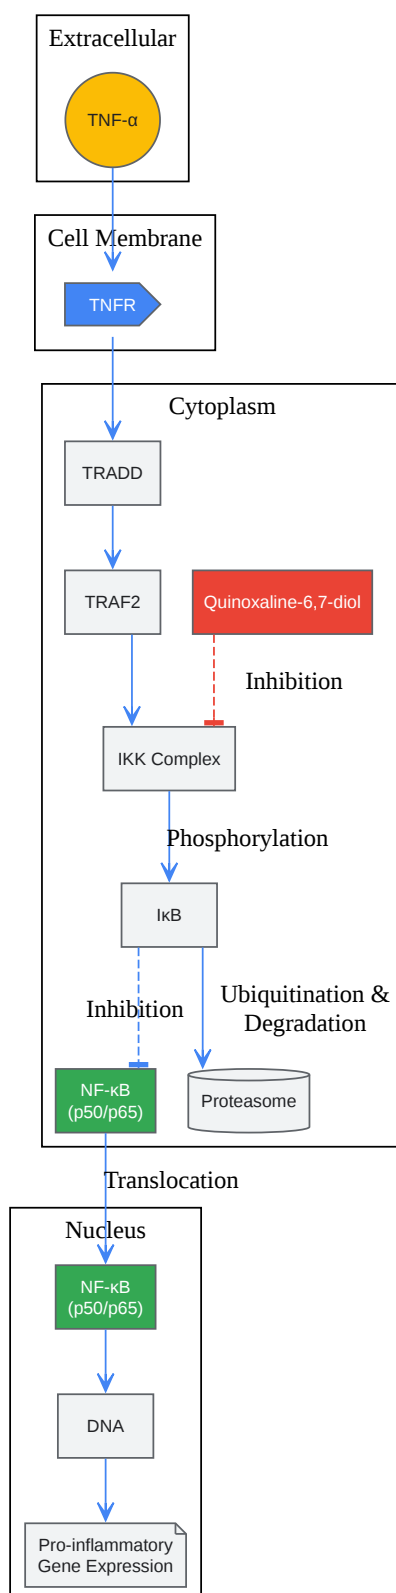 Extracellular
TNF-α
Cell Membrane
TNFR
Cytoplasm
TRADD
TRAF2
Quinoxaline-6,7-diol
Inhibition
IKK Complex
Phosphorylation
IκB
Inhibition
Ubiquitination &
Degradation
NF-κB
(p50/p65)
Proteasome
Translocation
Nucleus
NF-κB
(p50/p65)
DNA
Pro-inflammatory
Gene Expression